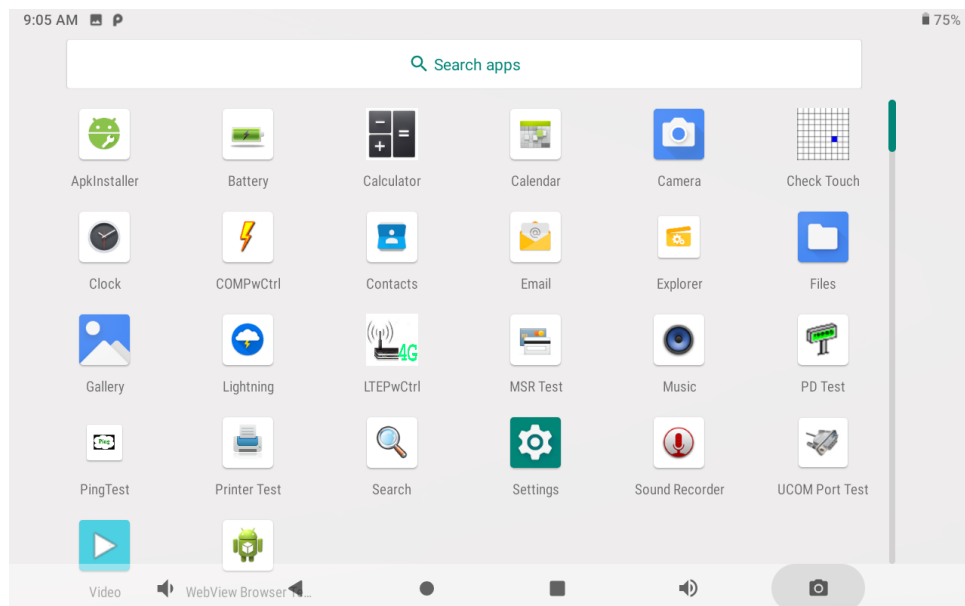 9:05 AM 75%
Search apps
ApkInstaller Battery Calculator Calendar Camera Check Touch
Clock COMPwCtrl Contacts Email Explorer Files
4G
Gallery Lightning LTEPwCtrl MSR Test Music PD Test
Ping
PingTest Printer Test Search Settings Sound Recorder UCOM Port Test
Video WebView Browser